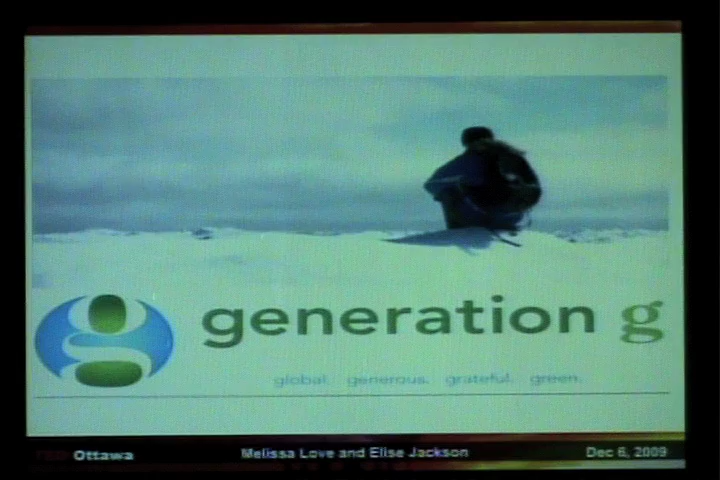 generation g
global. generous. grateful. green.
Ottawa Melissa Love and Elise Jackson Dec 6, 2009